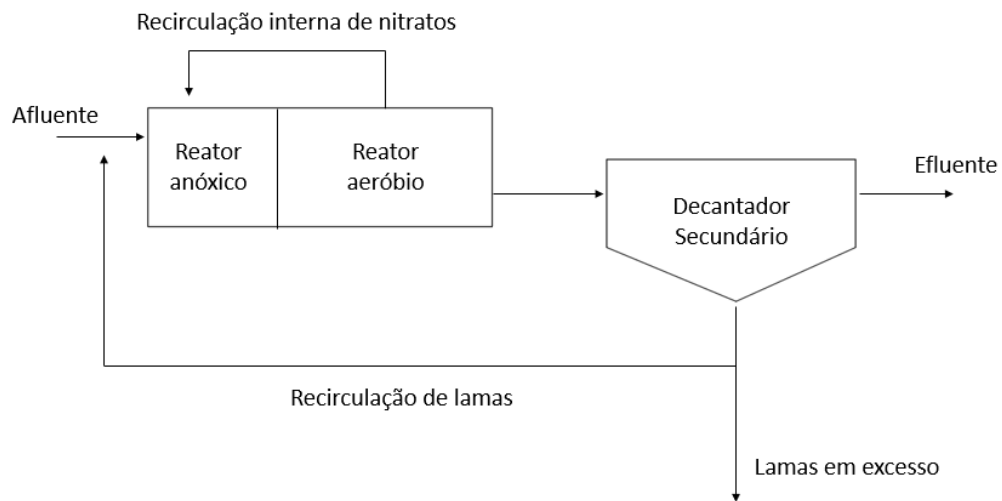 Recirculação interna de nitratos
Afluente
Reator
anóxico
Reator
aeróbio
Efluente
Decantador
Secundário
Recirculação de lamas
Lamas em excesso